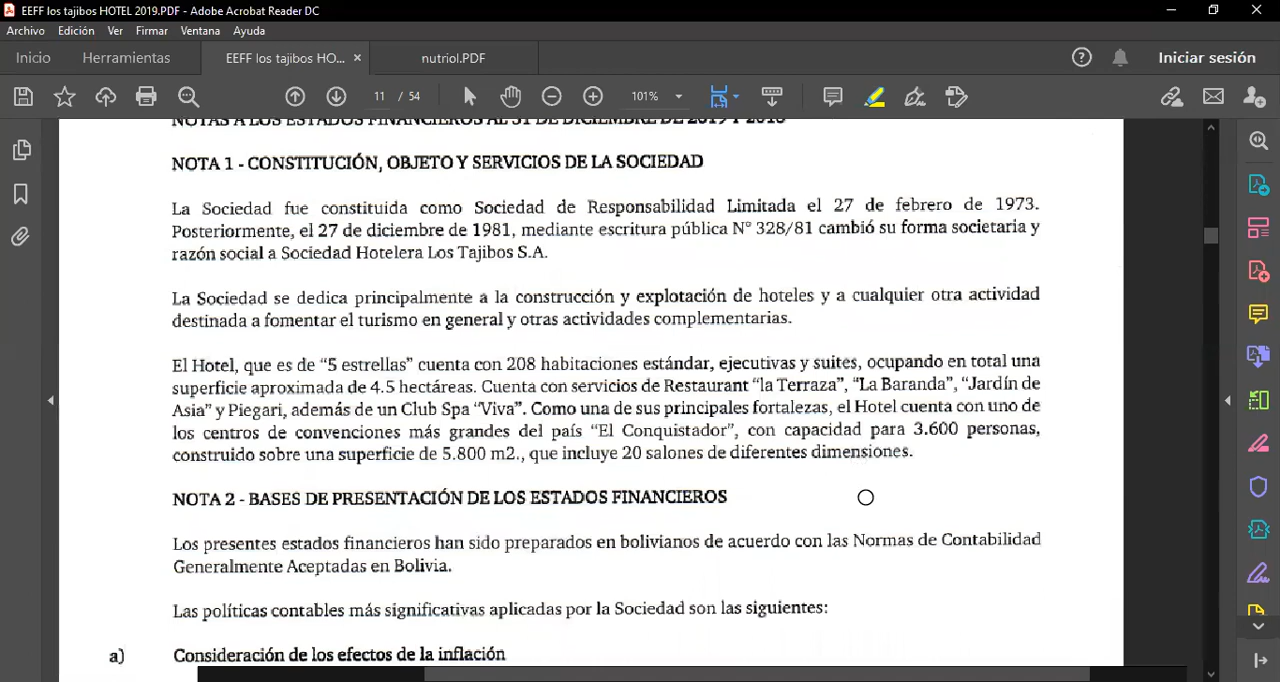 EEFF los tajibos HOTEL 2019.PDF - Adobe Acrobat Reader DC
Archivo Edición Ver Firmar Ventana Ayuda
Inicio Herramientas EEFF los tajibos HO... × nutriol.PDF Iniciar sesión
11 / 54 101%
NOTAS A LOS ESTADOS FINANCIEROS AL 31 DE DICIEMBRE DE 2019 Y 2018
NOTA 1 - CONSTITUCIÓN, OBJETO Y SERVICIOS DE LA SOCIEDAD
La Sociedad fue constituida como Sociedad de Responsabilidad Limitada el 27 de febrero de 1973.
Posteriormente, el 27 de diciembre de 1981, mediante escritura pública N° 328/81 cambió su forma societaria y
razón social a Sociedad Hotelera Los Tajibos S.A.
La Sociedad se dedica principalmente a la construcción y explotación de hoteles y a cualquier otra actividad
destinada a fomentar el turismo en general y otras actividades complementarias.
El Hotel, que es de “5 estrellas” cuenta con 208 habitaciones estándar, ejecutivas y suites, ocupando en total una
superficie aproximada de 4.5 hectáreas. Cuenta con servicios de Restaurant “la Terraza”, “La Baranda”, “Jardín de
Asia” y Piegari, además de un Club Spa “Viva”. Como una de sus principales fortalezas, el Hotel cuenta con uno de
los centros de convenciones más grandes del país “El Conquistador”, con capacidad para 3.600 personas,
construido sobre una superficie de 5.800 m2., que incluye 20 salones de diferentes dimensiones.
NOTA 2 - BASES DE PRESENTACIÓN DE LOS ESTADOS FINANCIEROS
Los presentes estados financieros han sido preparados en bolivianos de acuerdo con las Normas de Contabilidad
Generalmente Aceptadas en Bolivia.
Las políticas contables más significativas aplicadas por la Sociedad son las siguientes:
a) Consideración de los efectos de la inflación